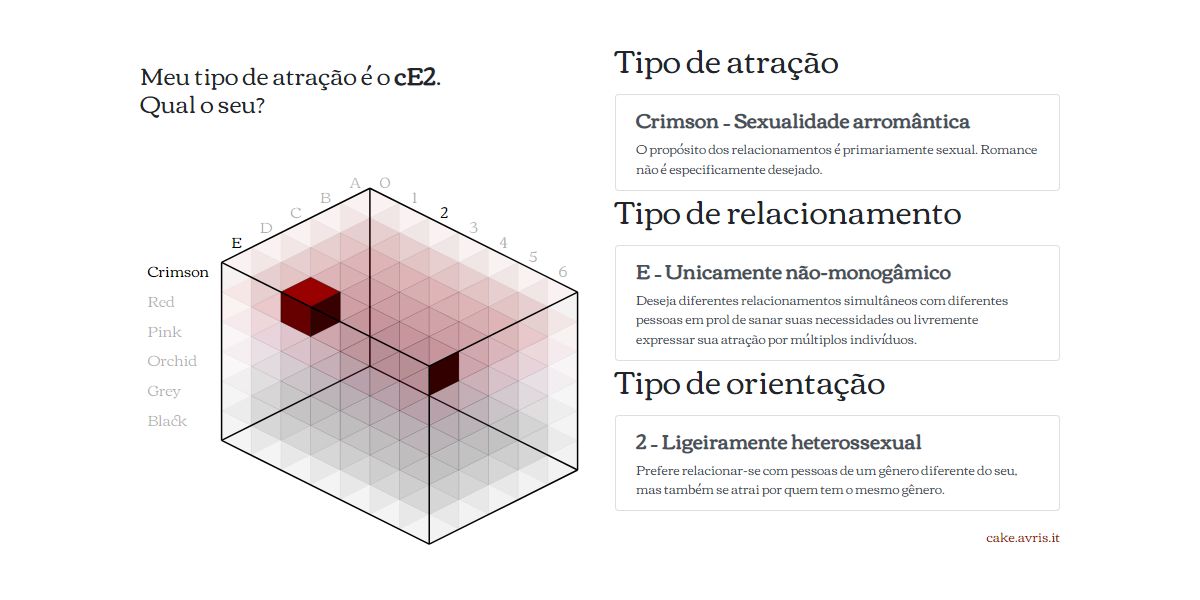 Meu tipo de atração é o cE2.
Qual o seu?
A 0
B 1
C 2
D 3
E 4
5
6
Crimson
Red
Pink
Orchid
Grey
Black
Tipo de atração
Crimson - Sexualidade arromântica
O propósito dos relacionamentos é primariamente sexual. Romance
não é especificamente desejado.
Tipo de relacionamento
E - Unicamente não-monogâmico
Deseja diferentes relacionamentos simultâneos com diferentes
pessoas em prol de sanar suas necessidades ou livremente
expressar sua atração por múltiplos indivíduos.
Tipo de orientação
2 - Ligeiramente heterossexual
Prefere relacionar-se com pessoas de um gênero diferente do seu,
mas também se atrai por quem tem o mesmo gênero.
cake.avris.it